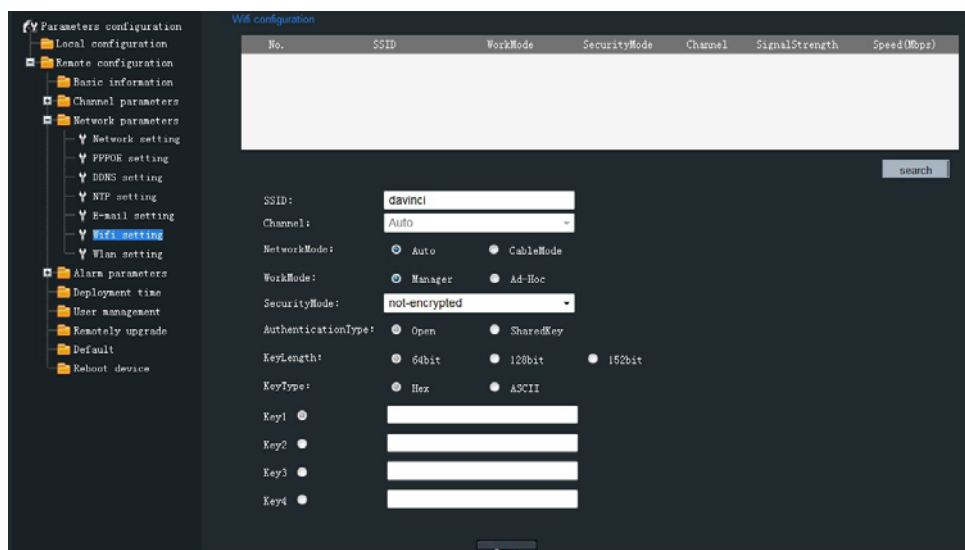 Parameters configuration
Local configuration
Remote configuration
Basic information
Channel parameters
Network parameters
Network setting
PPPOE setting
DDNS setting
NTP setting
E-mail setting
Wifi setting
Wlan setting
Alarm parameters
Deployment time
User management
Remotely upgrade
Default
Reboot device
Wifi configuration
No. SSID WorkMode SecurityMode Channel SignalStrength Speed(Mbps)
search
SSID: davinci
Channel: Auto
NetworkMode: Auto CableMode
WorkMode: Manager Ad-Hoc
SecurityMode: not-encrypted
AuthenticationType: Open SharedKey
KeyLength: 64bit 128bit 152bit
KeyType: Hex ASCII
Key1
Key2
Key3
Key4